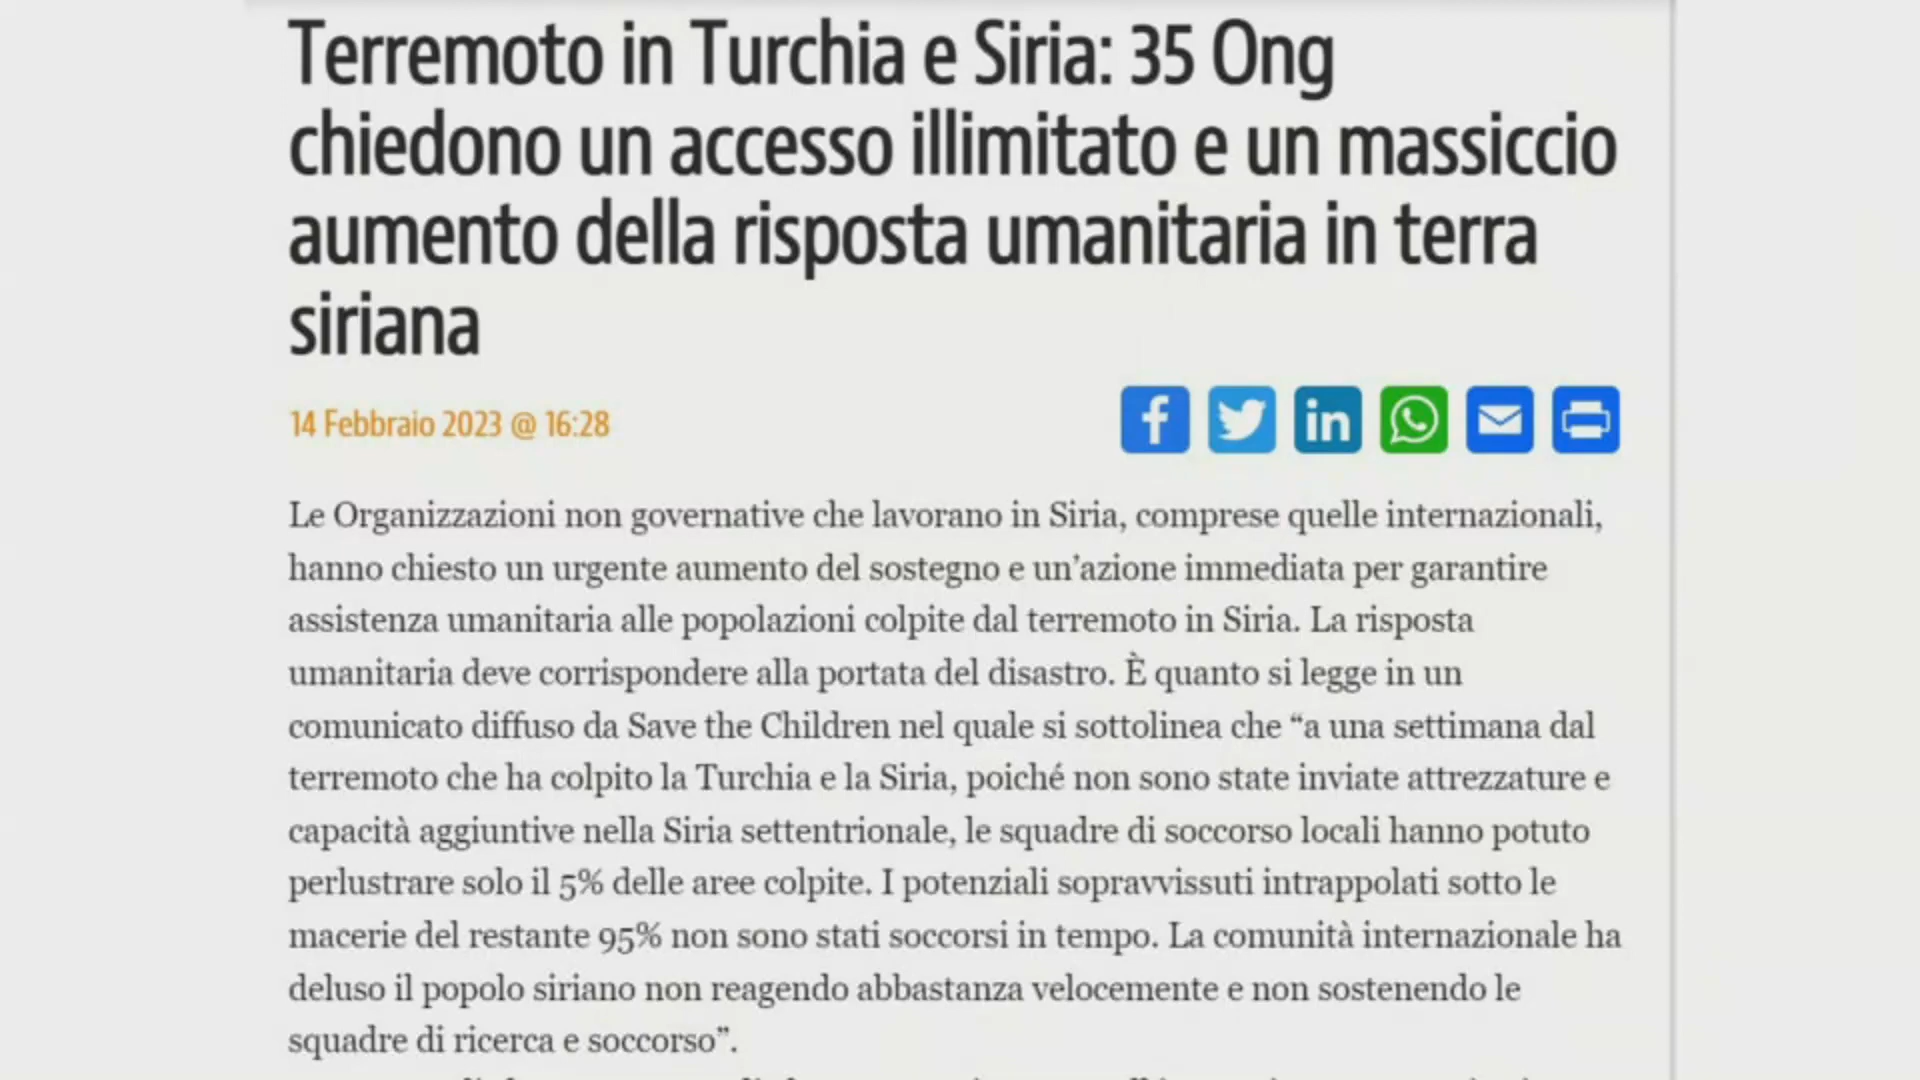 Terremoto in Turchia e Siria: 35 Ong
chiedono un accesso illimitato e un massiccio
aumento della risposta umanitaria in terra
siriana
14 Febbraio 2023 @ 16:28
Le Organizzazioni non governative che lavorano in Siria, comprese quelle internazionali,
hanno chiesto un urgente aumento del sostegno e un’azione immediata per garantire
assistenza umanitaria alle popolazioni colpite dal terremoto in Siria. La risposta
umanitaria deve corrispondere alla portata del disastro. È quanto si legge in un
comunicato diffuso da Save the Children nel quale si sottolinea che “a una settimana dal
terremoto che ha colpito la Turchia e la Siria, poiché non sono state inviate attrezzature e
capacità aggiuntive nella Siria settentrionale, le squadre di soccorso locali hanno potuto
perlustrare solo il 5% delle aree colpite. I potenziali sopravvissuti intrappolati sotto le
macerie del restante 95% non sono stati soccorsi in tempo. La comunità internazionale ha
deluso il popolo siriano non reagendo abbastanza velocemente e non sostenendo le
squadre di ricerca e soccorso”.